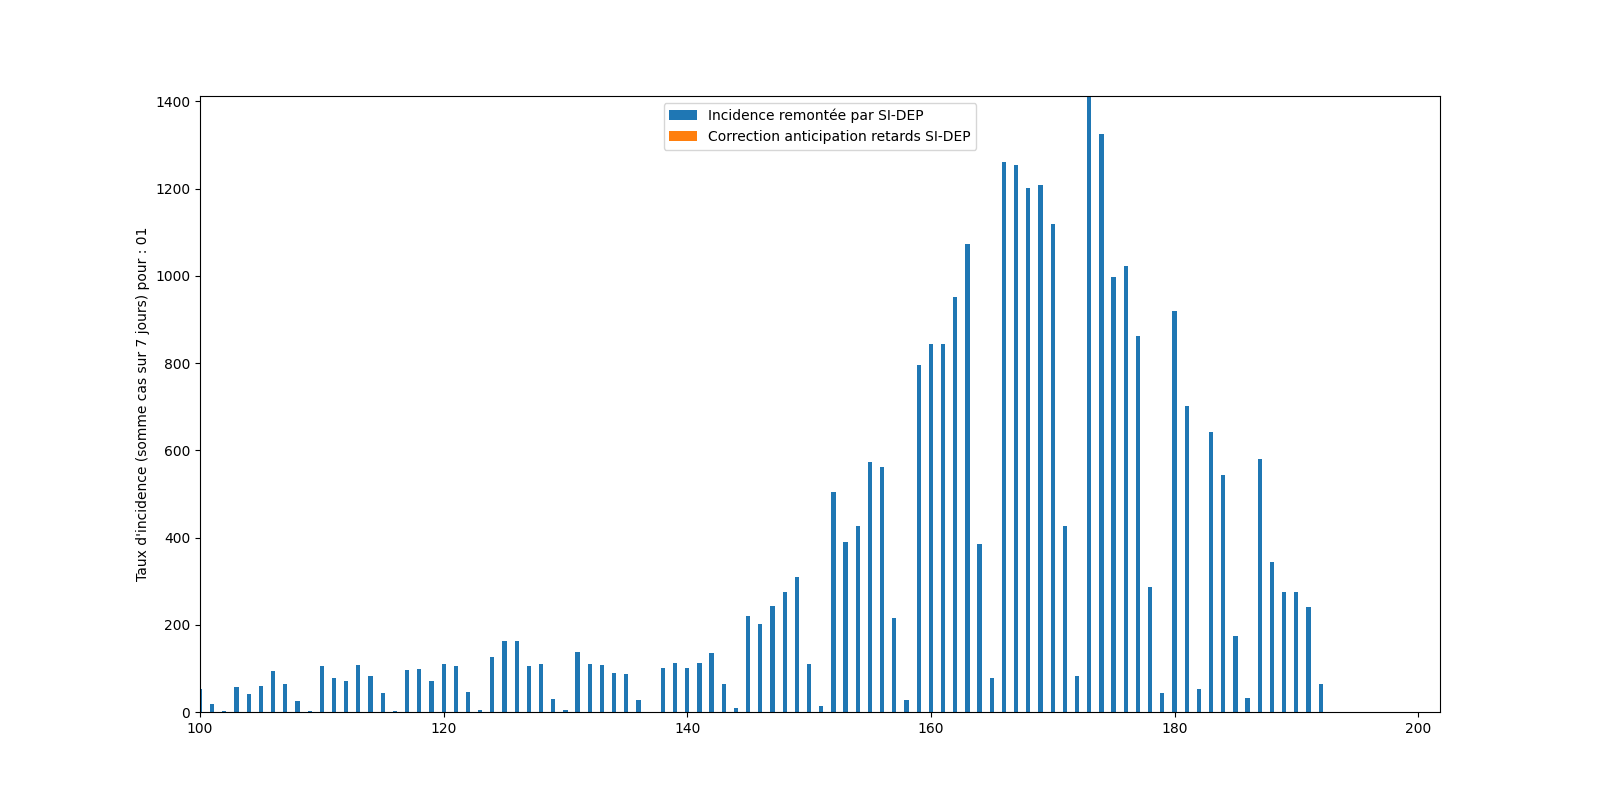 Incidence remontée par SI-DEP
Correction anticipation retards SI-DEP
Taux d'incidence (somme cas sur 7 jours) pour : 01
1400
1200
1000
800
600
400
200
0
100 120 140 160 180 200